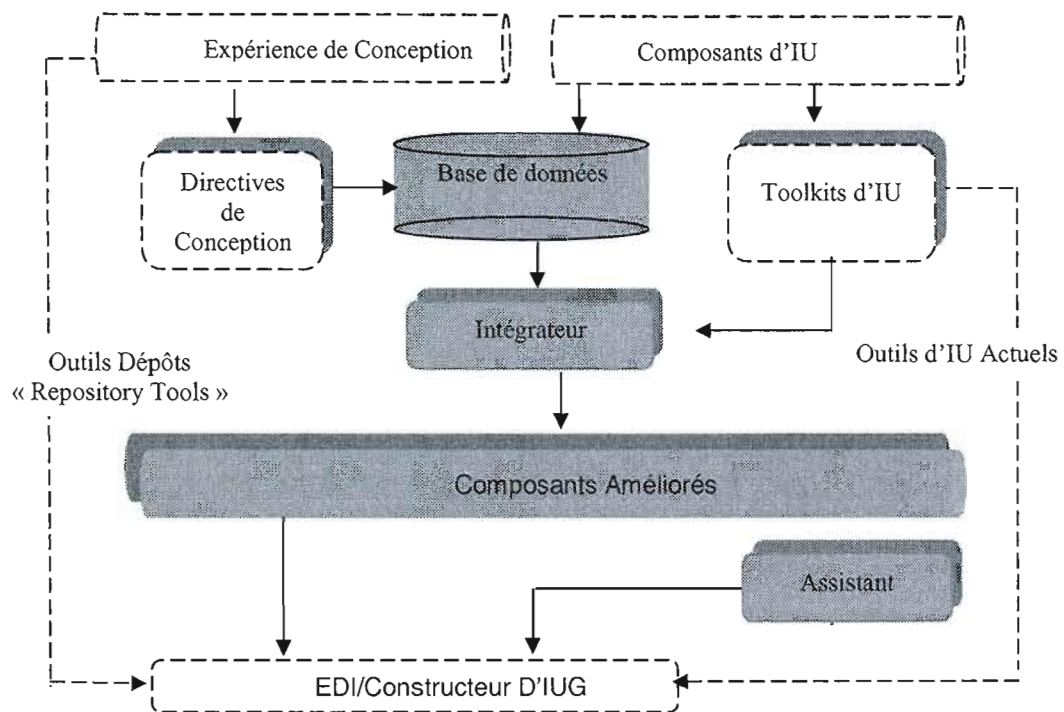 Expérience de Conception
Composants d'IU
Directives
de
Conception
Base de données
Toolkits d'IU
Intégrateur
Outils Dépôts
« Repository Tools »
Outils d'IU Actuels
Composants Améliorés
Assistant
EDI/Constructeur D'IUG